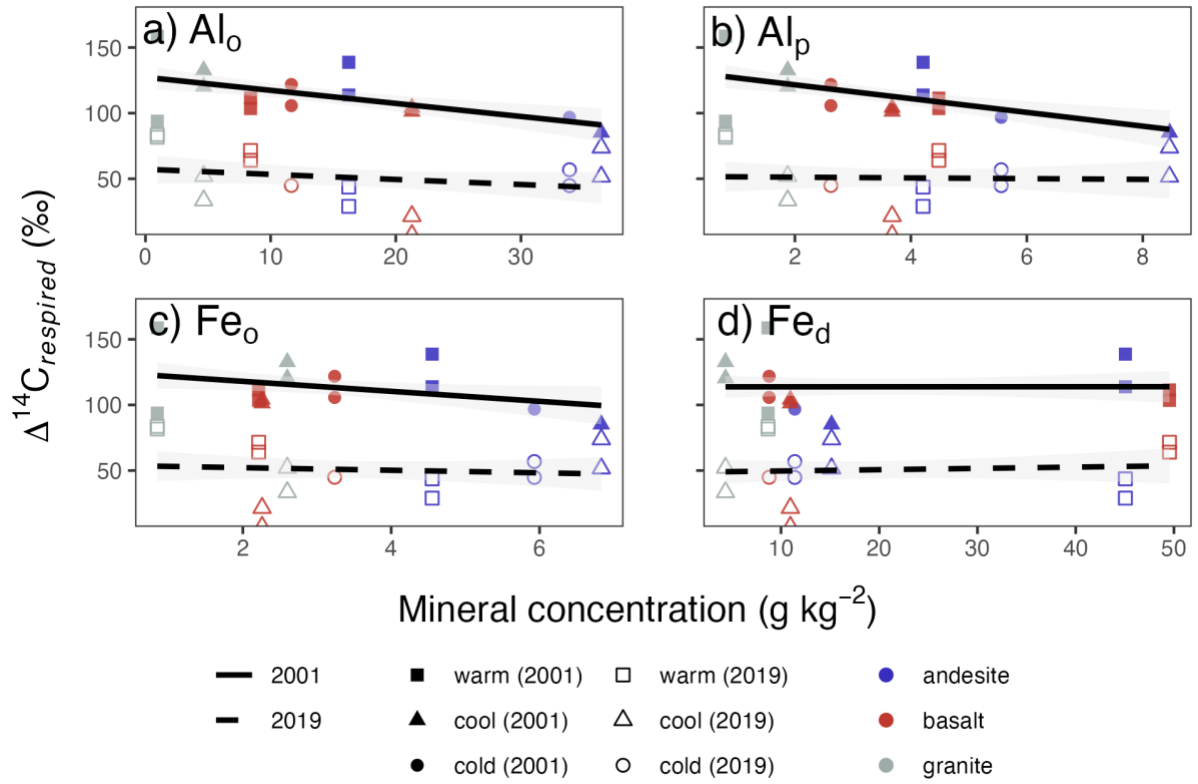 a) Alₒ
b) Alₚ
150
100
50
0
10
20
30
2
4
6
8
c) Feₒ
d) Fe_d
150
100
50
2
4
6
10
20
30
40
50
Δ¹⁴C_respired (‰)
Mineral concentration (g kg⁻²)
2001
warm (2001)
warm (2019)
andesite
2019
cool (2001)
cool (2019)
basalt
cold (2001)
cold (2019)
granite